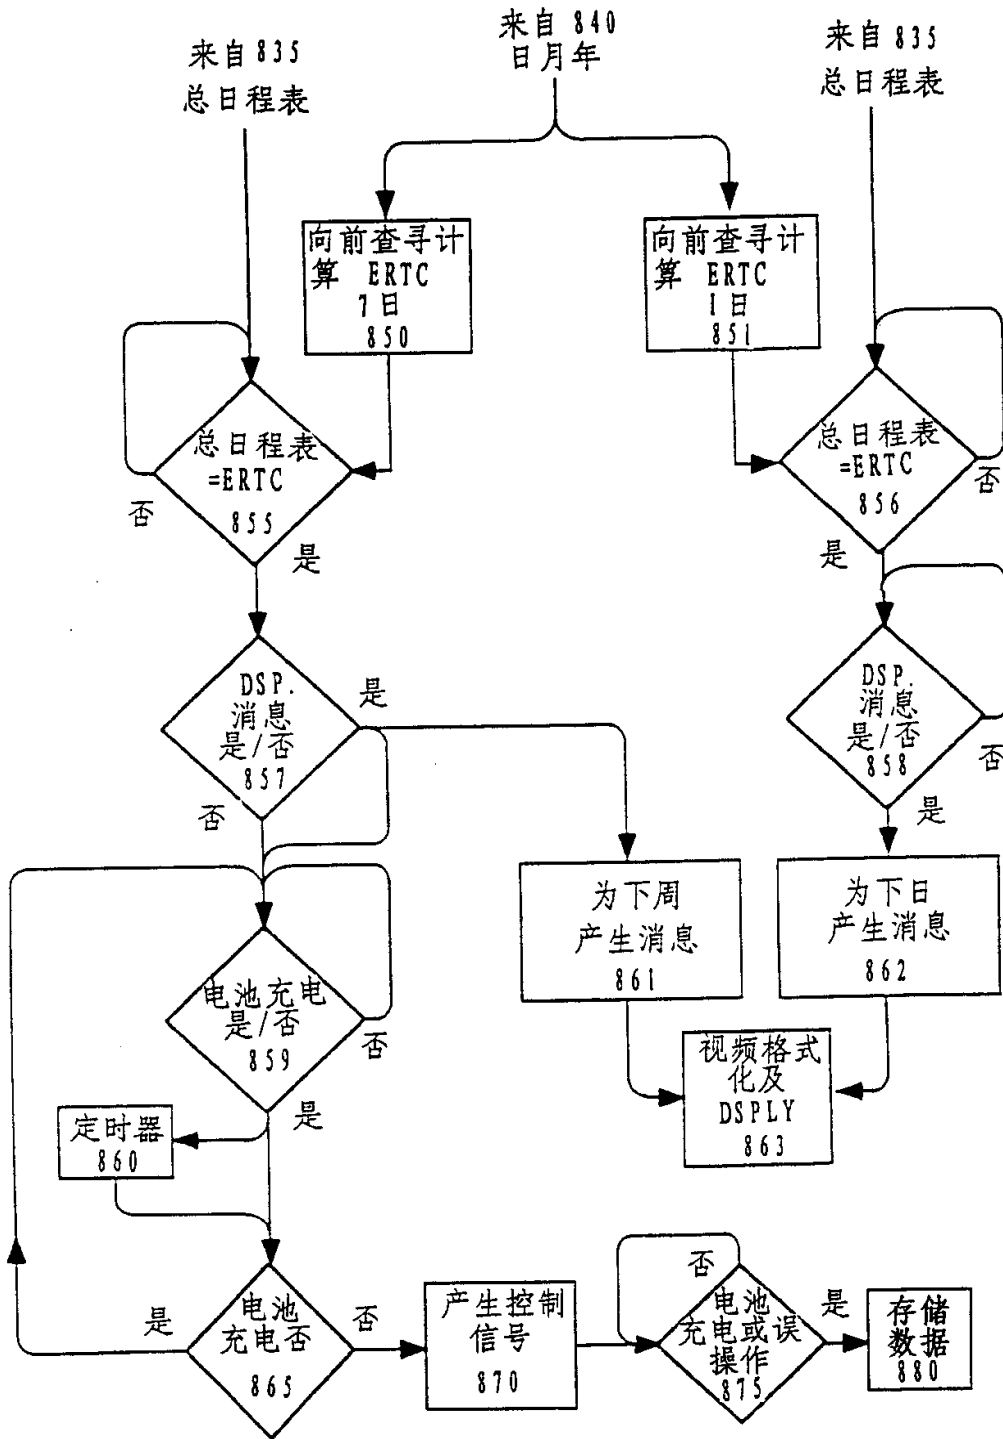 来自 835
总日程表
来自 840
日月年
来自 835
总日程表
向前查寻计
算 ERTC
7日
850
向前查寻计
算 ERTC
1日
851
总日程表
=ERTC
855
否
是
总日程表
=ERTC
856
否
是
DSP.
消息
是/否
857
是
否
DSP.
消息
是/否
858
否
是
为下周
产生消息
861
为下日
产生消息
862
电池充电
是/否
859
否
是
视频格式
化及
DSPLY
863
定时器
860
电池
充电否
865
是
否
产生控制
信号
870
否
电池
充电或误
操作
875
是
存储
数据
880